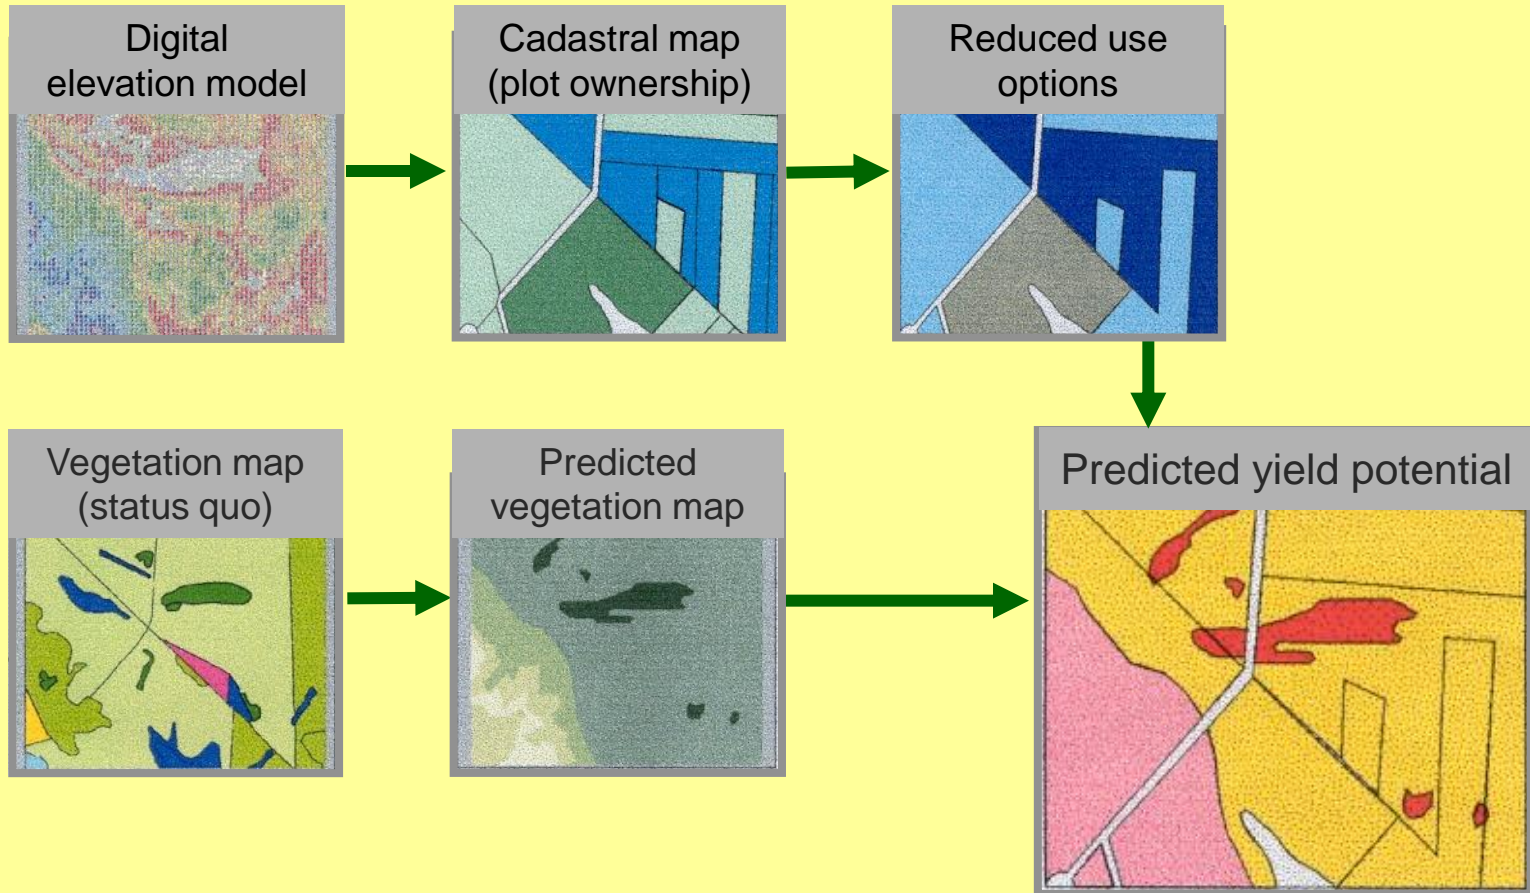 Digital
elevation model
Cadastral map
(plot ownership)
Reduced use
options
Vegetation map
(status quo)
Predicted
vegetation map
Predicted yield potential